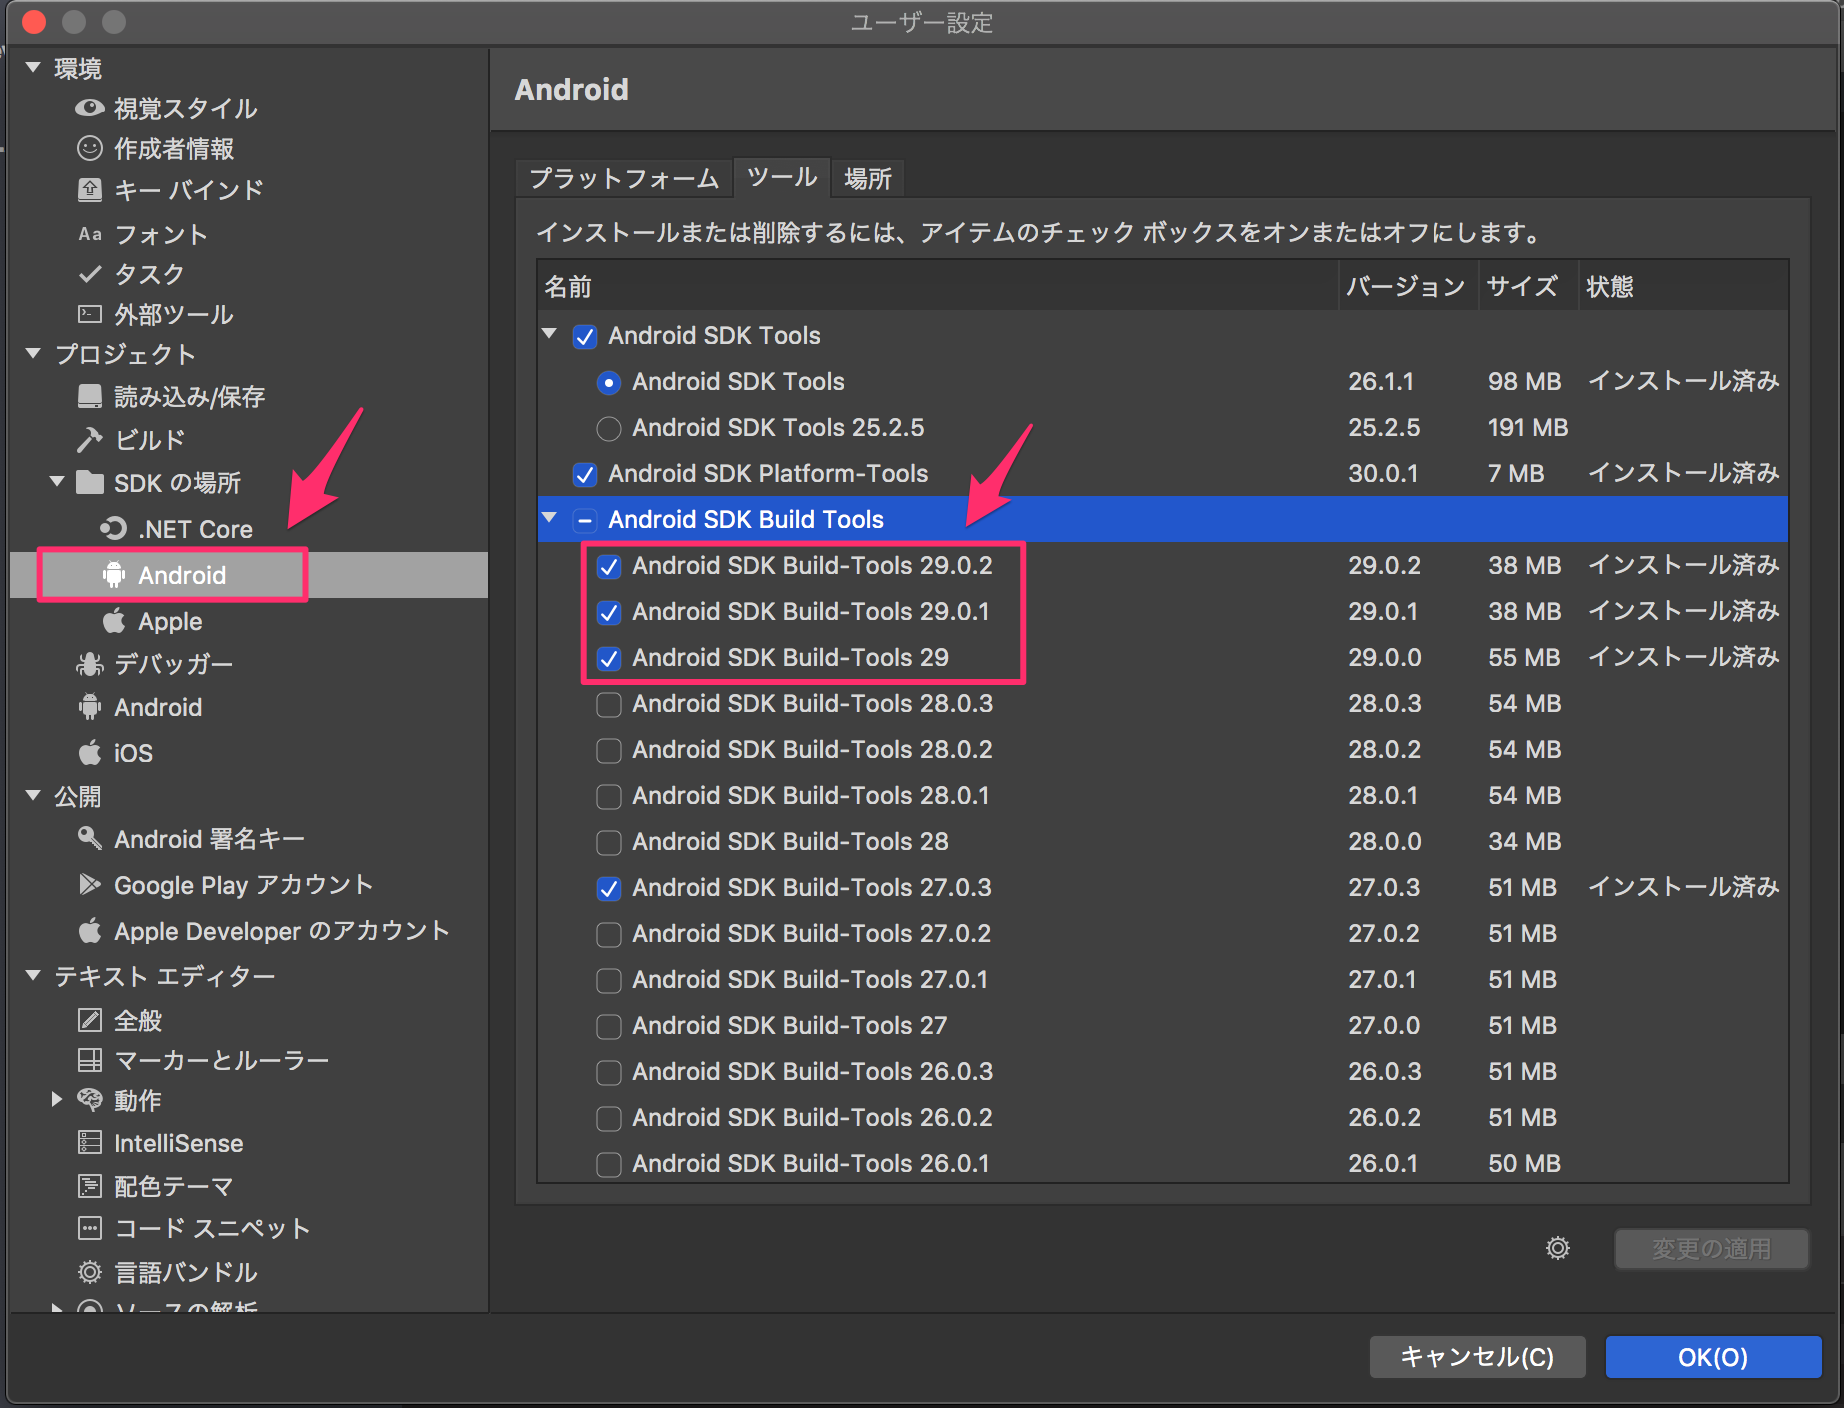 ユーザー設定
環境
視覚スタイル
作成者情報
キー バインド
Aa フォント
タスク
外部ツール
プロジェクト
読み込み/保存
ビルド
SDK の場所
.NET Core
Android
Apple
デバッガー
Android
iOS
公開
Android 署名キー
Google Play アカウント
Apple Developer のアカウント
テキスト エディター
全般
マーカーとルーラー
動作
IntelliSense
配色テーマ
コード スニペット
言語バンドル
ソースの解析
Android
プラットフォーム ツール 場所
インストールまたは削除するには、アイテムのチェック ボックスをオンまたはオフにします。
名前 バージョン サイズ 状態
Android SDK Tools
Android SDK Tools 26.1.1 98 MB インストール済み
Android SDK Tools 25.2.5 25.2.5 191 MB
Android SDK Platform-Tools 30.0.1 7 MB インストール済み
Android SDK Build Tools
Android SDK Build-Tools 29.0.2 29.0.2 38 MB インストール済み
Android SDK Build-Tools 29.0.1 29.0.1 38 MB インストール済み
Android SDK Build-Tools 29 29.0.0 55 MB インストール済み
Android SDK Build-Tools 28.0.3 28.0.3 54 MB
Android SDK Build-Tools 28.0.2 28.0.2 54 MB
Android SDK Build-Tools 28.0.1 28.0.1 54 MB
Android SDK Build-Tools 28 28.0.0 34 MB
Android SDK Build-Tools 27.0.3 27.0.3 51 MB インストール済み
Android SDK Build-Tools 27.0.2 27.0.2 51 MB
Android SDK Build-Tools 27.0.1 27.0.1 51 MB
Android SDK Build-Tools 27 27.0.0 51 MB
Android SDK Build-Tools 26.0.3 26.0.3 51 MB
Android SDK Build-Tools 26.0.2 26.0.2 51 MB
Android SDK Build-Tools 26.0.1 26.0.1 50 MB
変更の適用
キャンセル(C) OK(O)